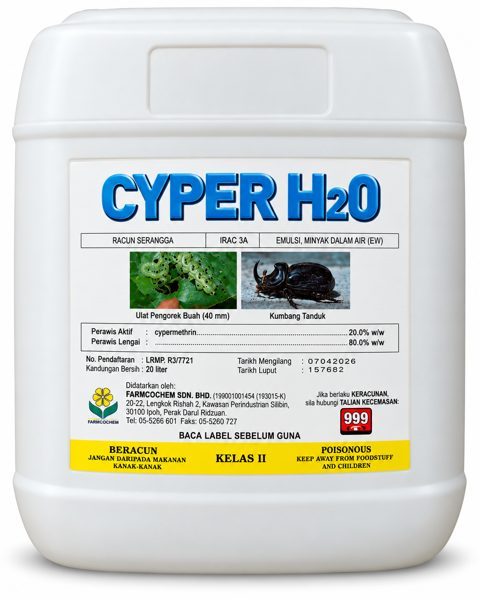 CYPER H2O
RACUN SERANGGA IRAC 3A EMULSI, MINYAK DALAM AIR (EW)
Ulat Pengorek Buah (40 mm) Kumbang Tanduk
Perawis Aktif : cypermethrin 20.0% w/w
Perawis Lengai : 80.0% w/w
No. Pendaftaran : LRMP. R3/7721 Tarikh Mengilang : 07042026
Kandungan Bersih : 20 liter Tarikh Luput : 157682
Didaftarkan oleh:
FARMCOCHEM SDN. BHD. (199001001454 (193015-K)
20-22, Lengkok Rishah 2, Kawasan Perindustrian Silibin,
30100 Ipoh, Perak Darul Ridzuan.
Tel: 05-5266 601 Faks: 05-5260 727
FARMCOCHEM
Jika berlaku KERACUNAN,
sila hubungi TALIAN KECEMASAN:
999
BACA LABEL SEBELUM GUNA
BERACUN
JANGAN DARIPADA MAKANAN
KANAK-KANAK
KELAS II
POISONOUS
KEEP AWAY FROM FOODSTUFF
AND CHILDREN